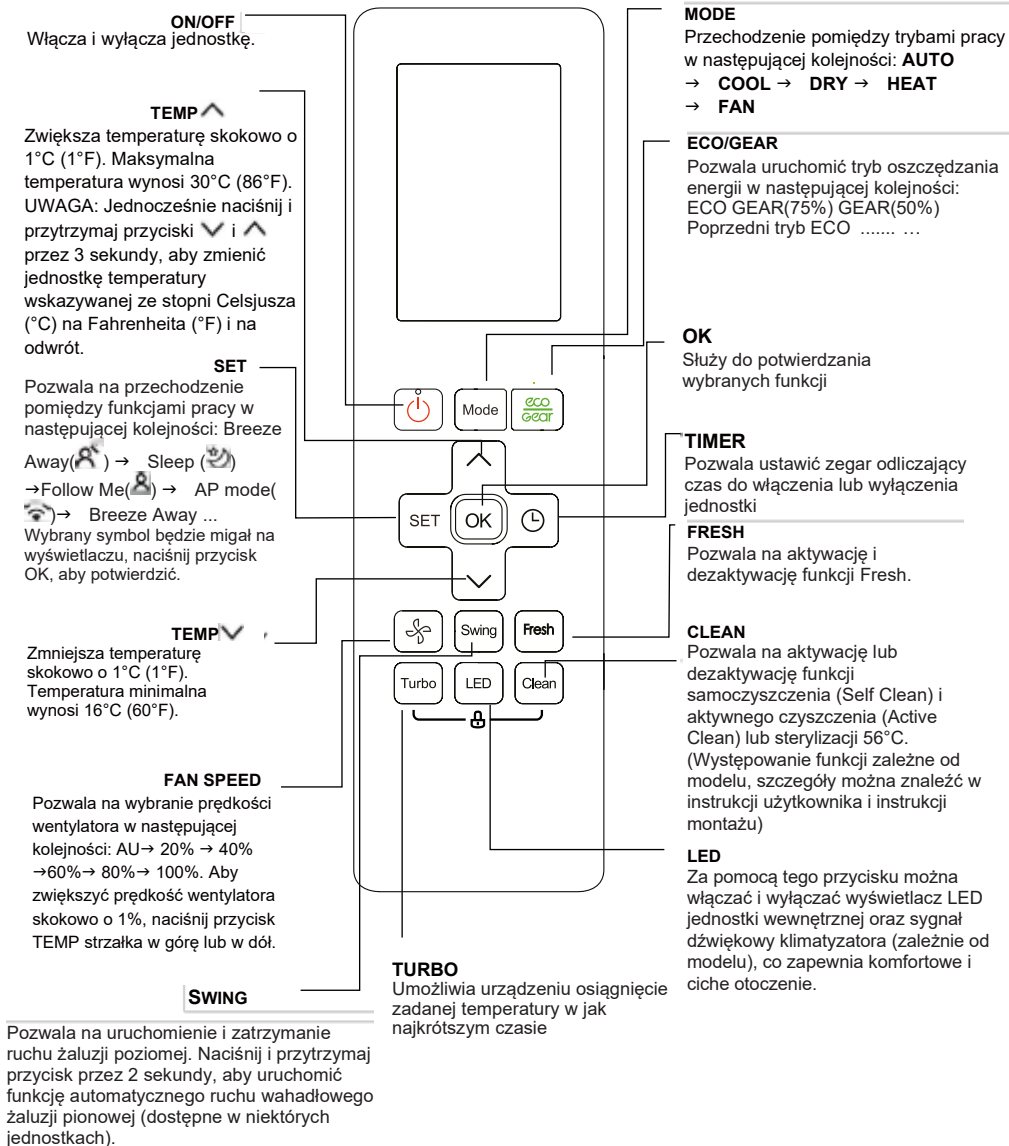 ON/OFF
Włącza i wyłącza jednostkę.
TEMP
Zwiększa temperaturę skokowo o
1°C (1°F). Maksymalna
temperatura wynosi 30°C (86°F).
UWAGA: Jednocześnie naciśnij i
przytrzymaj przyciski i
przez 3 sekundy, aby zmienić
jednostkę temperatury
wskazywanej ze stopni Celsjusza
(°C) na Fahrenheita (°F) i na
odwrót.
SET
Pozwala na przechodzenie
pomiędzy funkcjami pracy w
następującej kolejności: Breeze
Away( ) → Sleep ( )
→Follow Me( ) → AP mode(
)→ Breeze Away ...
Wybrany symbol będzie migał na
wyświetlaczu, naciśnij przycisk
OK, aby potwierdzić.
TEMP
Zmniejsza temperaturę
skokowo o 1°C (1°F).
Temperatura minimalna
wynosi 16°C (60°F).
FAN SPEED
Pozwala na wybranie prędkości
wentylatora w następującej
kolejności: AU→ 20% → 40%
→60%→ 80%→ 100%. Aby
zwiększyć prędkość wentylatora
skokowo o 1%, naciśnij przycisk
TEMP strzałka w górę lub w dół.
SWING
Pozwala na uruchomienie i zatrzymanie
ruchu żaluzji poziomej. Naciśnij i przytrzymaj
przycisk przez 2 sekundy, aby uruchomić
funkcję automatycznego ruchu wahadłowego
żaluzji pionowej (dostępne w niektórych
jednostkach).
Mode
eco
Gear
SET
OK
Swing
Fresh
Turbo
LED
Clean
TURBO
Umożliwia urządzeniu osiągnięcie
zadanej temperatury w jak
najkrótszym czasie
MODE
Przechodzenie pomiędzy trybami pracy
w następującej kolejności: AUTO
→ COOL → DRY → HEAT
→ FAN
ECO/GEAR
Pozwala uruchomić tryb oszczędzania
energii w następującej kolejności:
ECO GEAR(75%) GEAR(50%)
Poprzedni tryb ECO ....... …
OK
Służy do potwierdzania
wybranych funkcji
TIMER
Pozwala ustawić zegar odliczający
czas do włączenia lub wyłączenia
jednostki
FRESH
Pozwala na aktywację i
dezaktywację funkcji Fresh.
CLEAN
Pozwala na aktywację lub
dezaktywację funkcji
samoczyszczenia (Self Clean) i
aktywnego czyszczenia (Active
Clean) lub sterylizacji 56°C.
(Występowanie funkcji zależne od
modelu, szczegóły można znaleźć w
instrukcji użytkownika i instrukcji
montażu)
LED
Za pomocą tego przycisku można
włączać i wyłączać wyświetlacz LED
jednostki wewnętrznej oraz sygnał
dźwiękowy klimatyzatora (zależnie od
modelu), co zapewnia komfortowe i
ciche otoczenie.